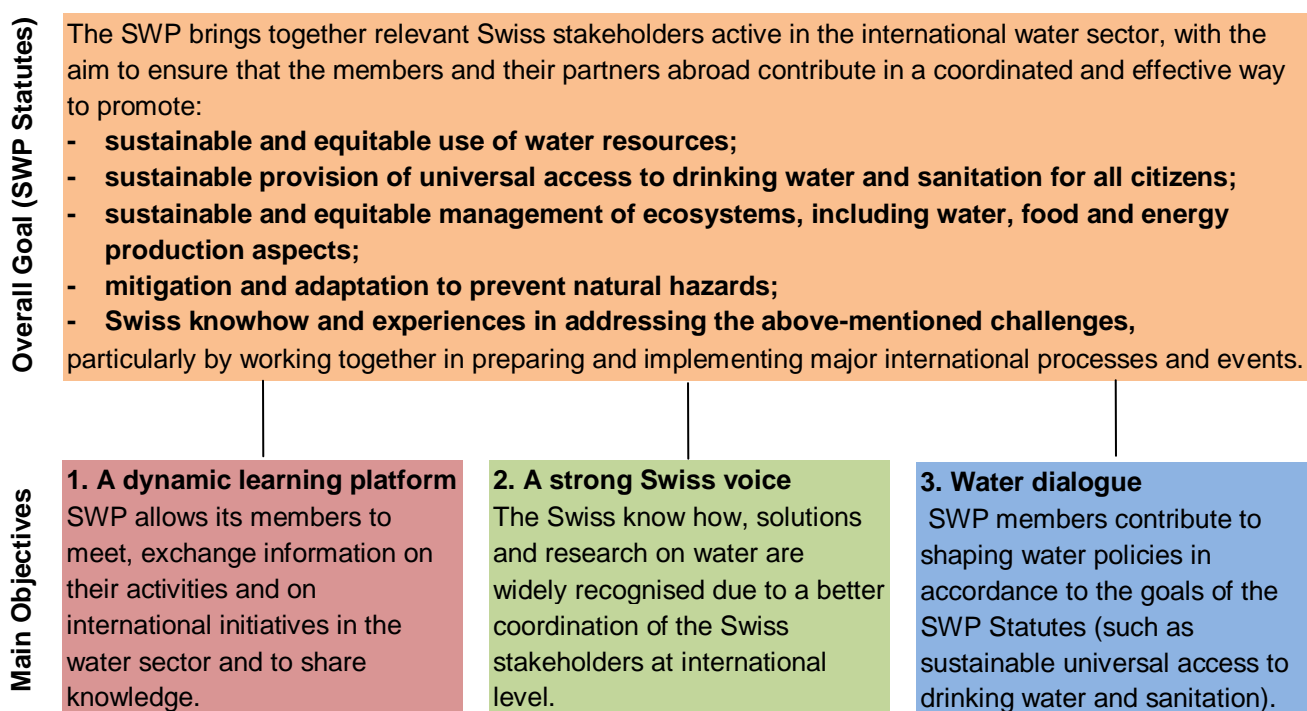 Overall Goal (SWP Statutes)
The SWP brings together relevant Swiss stakeholders active in the international water sector, with the
aim to ensure that the members and their partners abroad contribute in a coordinated and effective way
to promote:
- sustainable and equitable use of water resources;
- sustainable provision of universal access to drinking water and sanitation for all citizens;
- sustainable and equitable management of ecosystems, including water, food and energy
production aspects;
- mitigation and adaptation to prevent natural hazards;
- Swiss knowhow and experiences in addressing the above-mentioned challenges,
particularly by working together in preparing and implementing major international processes and events.
Main Objectives
1. A dynamic learning platform
SWP allows its members to
meet, exchange information on
their activities and on
international initiatives in the
water sector and to share
knowledge.
2. A strong Swiss voice
The Swiss know how, solutions
and research on water are
widely recognised due to a better
coordination of the Swiss
stakeholders at international
level.
3. Water dialogue
SWP members contribute to
shaping water policies in
accordance to the goals of the
SWP Statutes (such as
sustainable universal access to
drinking water and sanitation).